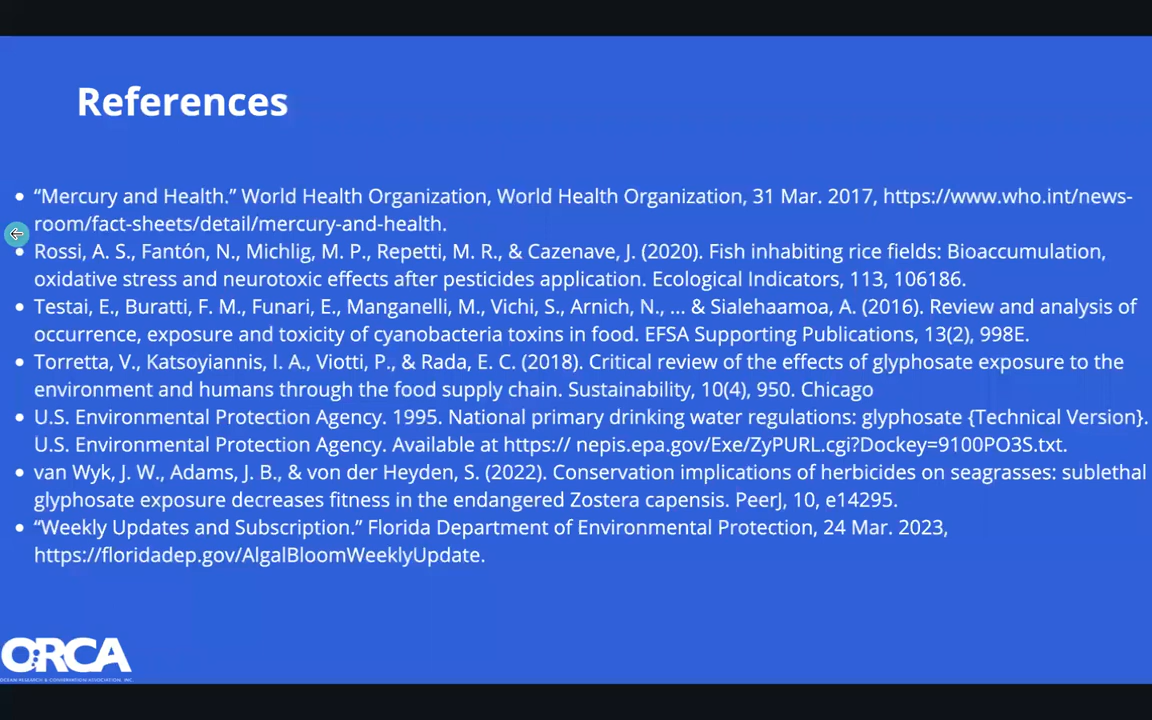 References
• “Mercury and Health.” World Health Organization, World Health Organization, 31 Mar. 2017, https://www.who.int/news-
room/fact-sheets/detail/mercury-and-health.
• Rossi, A. S., Fantón, N., Michlig, M. P., Repetti, M. R., & Cazenave, J. (2020). Fish inhabiting rice fields: Bioaccumulation,
oxidative stress and neurotoxic effects after pesticides application. Ecological Indicators, 113, 106186.
• Testai, E., Buratti, F. M., Funari, E., Manganelli, M., Vichi, S., Arnich, N., ... & Sialehaamoa, A. (2016). Review and analysis of
occurrence, exposure and toxicity of cyanobacteria toxins in food. EFSA Supporting Publications, 13(2), 998E.
• Torretta, V., Katsoyiannis, I. A., Viotti, P., & Rada, E. C. (2018). Critical review of the effects of glyphosate exposure to the
environment and humans through the food supply chain. Sustainability, 10(4), 950. Chicago
• U.S. Environmental Protection Agency. 1995. National primary drinking water regulations: glyphosate {Technical Version}.
U.S. Environmental Protection Agency. Available at https:// nepis.epa.gov/Exe/ZyPURL.cgi?Dockey=9100PO3S.txt.
• van Wyk, J. W., Adams, J. B., & von der Heyden, S. (2022). Conservation implications of herbicides on seagrasses: sublethal
glyphosate exposure decreases fitness in the endangered Zostera capensis. PeerJ, 10, e14295.
• “Weekly Updates and Subscription.” Florida Department of Environmental Protection, 24 Mar. 2023,
https://floridadep.gov/AlgalBloomWeeklyUpdate.
ORCA
OCEAN RESEARCH & CONSERVATION ASSOCIATION, INC.